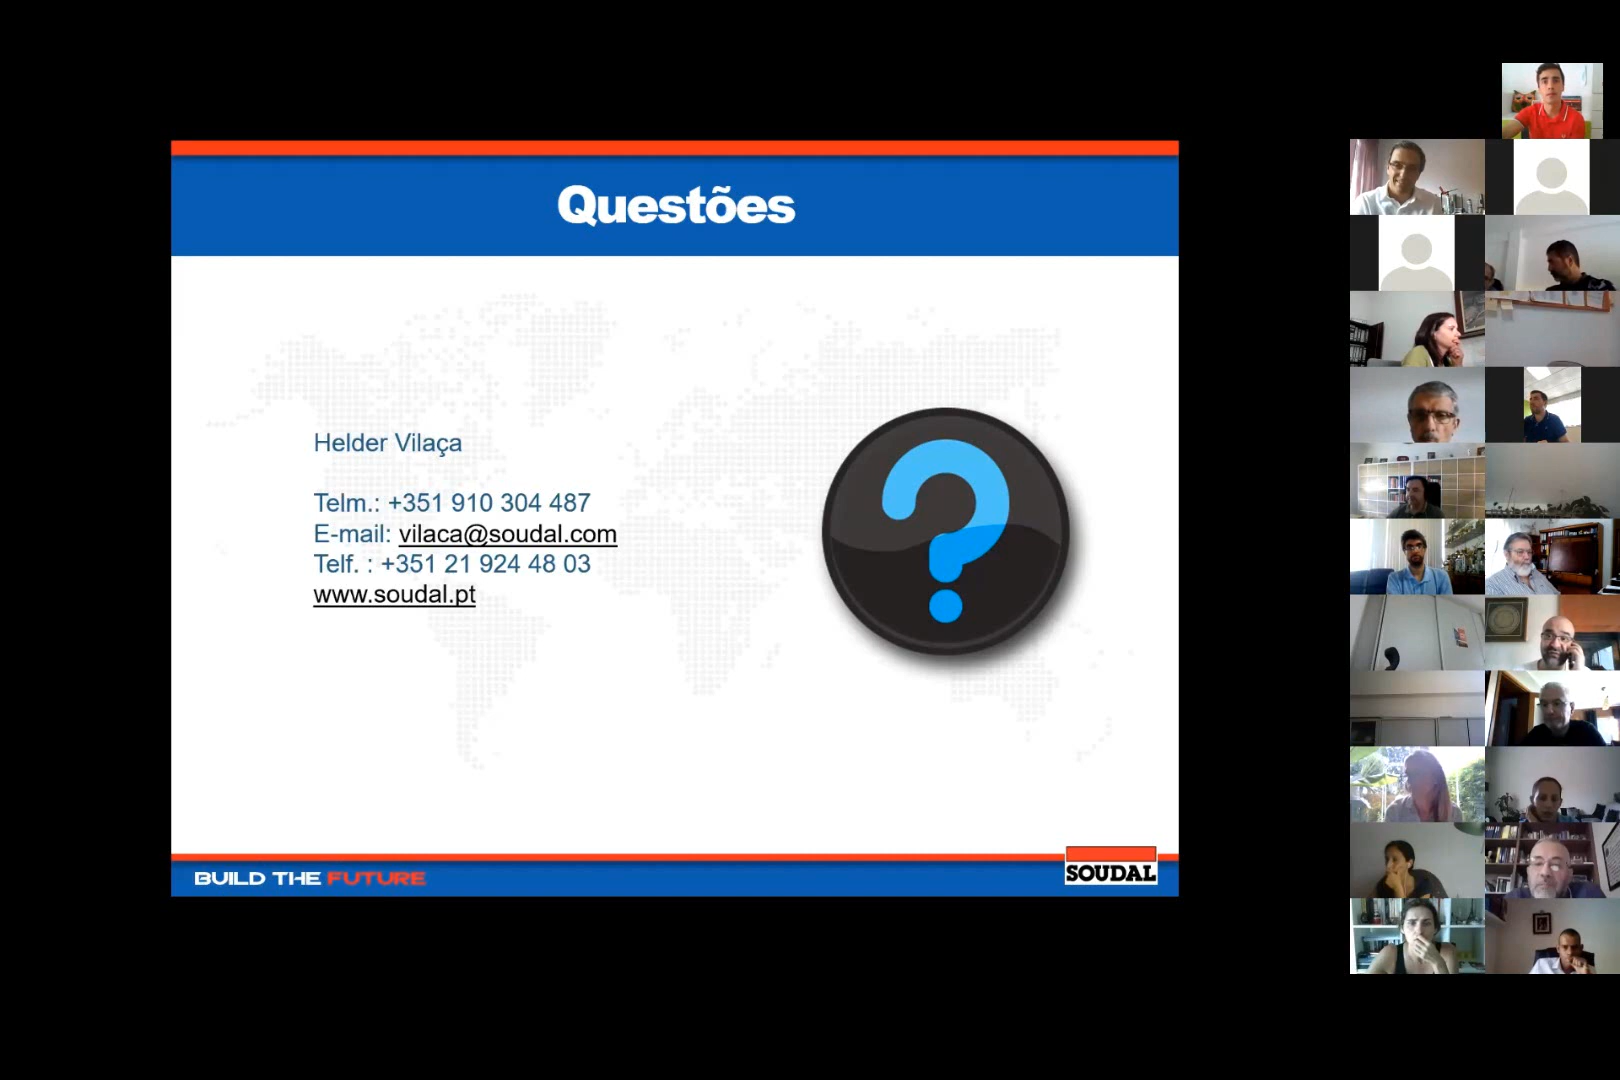 Questões
Helder Vilaça
Telm.: +351 910 304 487
E-mail: vilaca@soudal.com
Telf. : +351 21 924 48 03
www.soudal.pt
BUILD THE FUTURE
SOUDAL